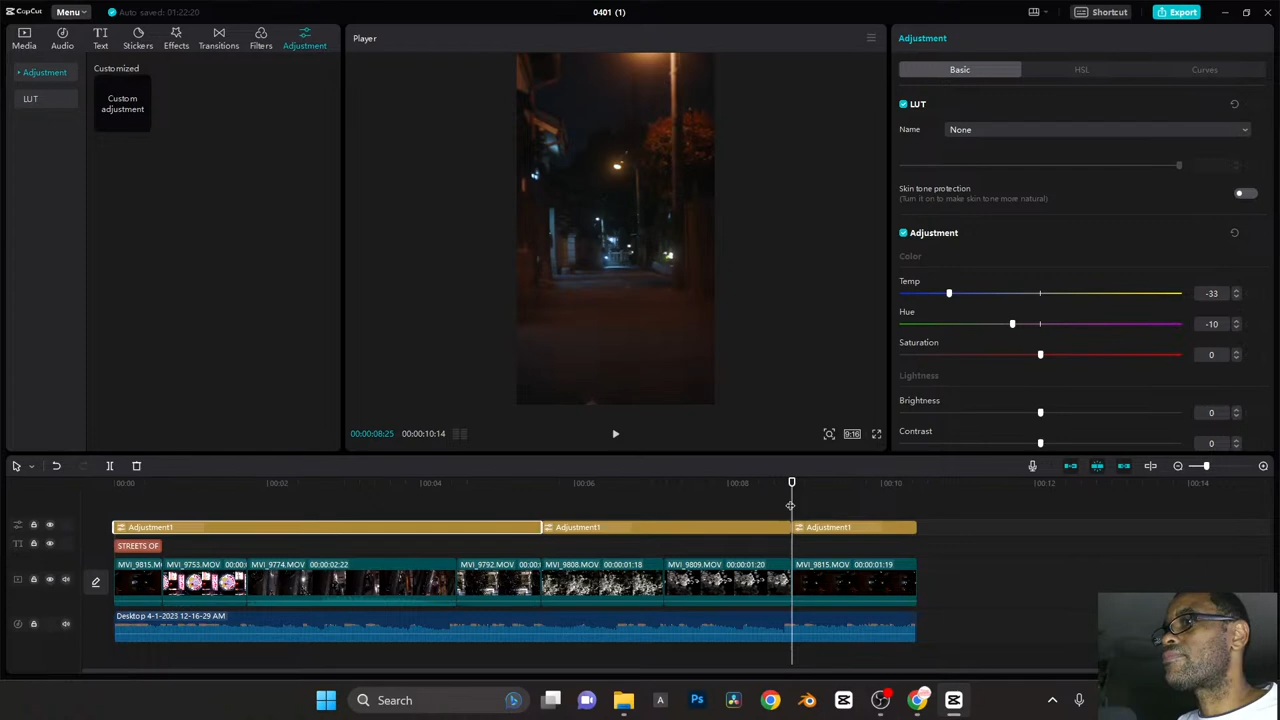 CapCut Menu Auto saved: 01:22:20 0401 (1) Shortcut Export
Media Audio Text Stickers Effects Transitions Filters Adjustment
Adjustment
LUT
Customized
Custom
adjustment
Player
00:00:08:25 00:00:10:14 9:16
Adjustment
Basic HSL Curves
LUT
Name None
Skin tone protection
(Turn it on to make skin tone more natural)
Adjustment
Color
Temp
-33
Hue
-10
Saturation
0
Lightness
Brightness
0
Contrast
0
00:00 00:02 00:04 00:06 00:08 00:10 00:12 00:14
Adjustment1 Adjustment1 Adjustment1
STREETS OF
MVI_9815.M MVI_9753.MOV 00:00: MVI_9774.MOV 00:00:02:22 MVI_9792.MOV 00:00: MVI_9808.MOV 00:00:01:18 MVI_9809.MOV 00:00:01:20 MVI_9815.MOV 00:00:01:19
Desktop 4-1-2023 12-16-29 AM
Search
A
Ps